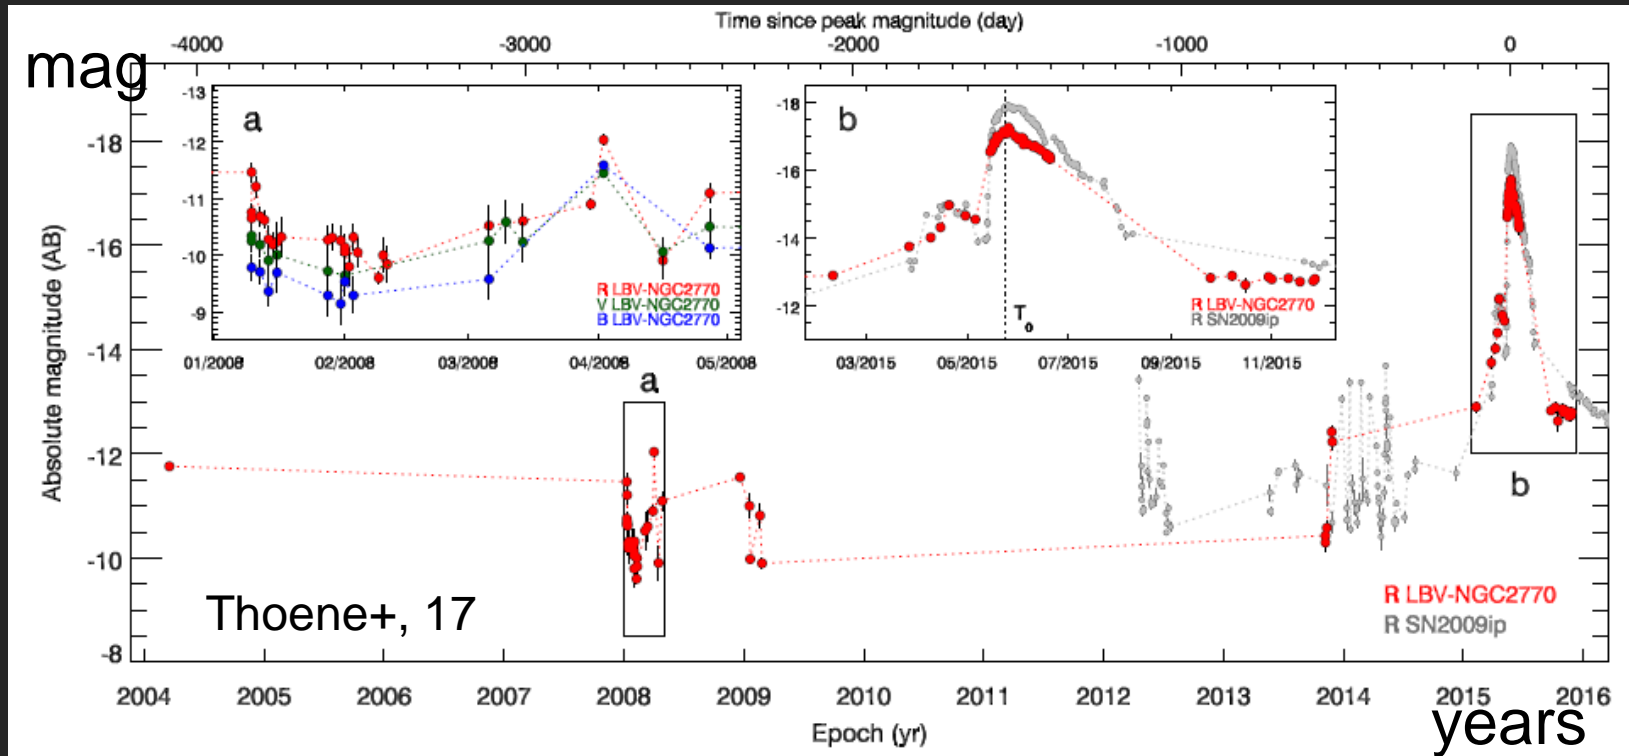 Time since peak magnitude (day)
-4000 -3000 -2000 -1000 0
mag
Absolute magnitude (AB)
-18
-16
-14
-12
-10
-8
a
-13
-12
-11
-10
-9
R LBV-NGC2770
V LBV-NGC2770
B LBV-NGC2770
01/2008 02/2008 03/2008 04/2008 05/2008
b
-18
-16
-14
-12
T0
R LBV-NGC2770
R SN2009ip
03/2015 05/2015 07/2015 09/2015 11/2015
a
b
Thoene+, 17
R LBV-NGC2770
R SN2009ip
2004 2005 2006 2007 2008 2009 2010 2011 2012 2013 2014 2015 2016
Epoch (yr)
years